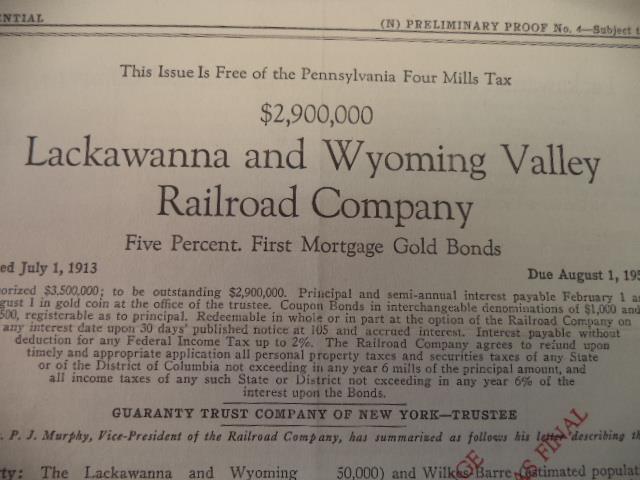 ENTIAL
(N) PRELIMINARY PROOF No. 4—Subject t
This Issue Is Free of the Pennsylvania Four Mills Tax
$2,900,000
Lackawanna and Wyoming Valley
Railroad Company
Five Percent. First Mortgage Gold Bonds
ed July 1, 1913
Due August 1, 195
orized $3,500,000; to be outstanding $2,900,000. Principal and semi-annual interest payable February 1 a
gust 1 in gold coin at the office of the trustee. Coupon Bonds in interchangeable denominations of $1,000 and
500, registerable as to principal. Redeemable in whole or in part at the option of the Railroad Company on
any interest date upon 30 days' published notice at 105 and accrued interest. Interest payable without
deduction for any Federal Income Tax up to 2%. The Railroad Company agrees to refund upon
timely and appropriate application all personal property taxes and securities taxes of any State
or of the District of Columbia not exceeding in any year 6 mills of the principal amount, and
all income taxes of any such State or District not exceeding in any year 6% of the
interest upon the Bonds.
GUARANTY TRUST COMPANY OF NEW YORK—TRUSTEE
. P. J. Murphy, Vice-President of the Railroad Company, has summarized as follows his letter describing th
rty: The Lackawanna and Wyoming
50,000) and Wilkes-Barre (estimated populat
GE
AS FINAL